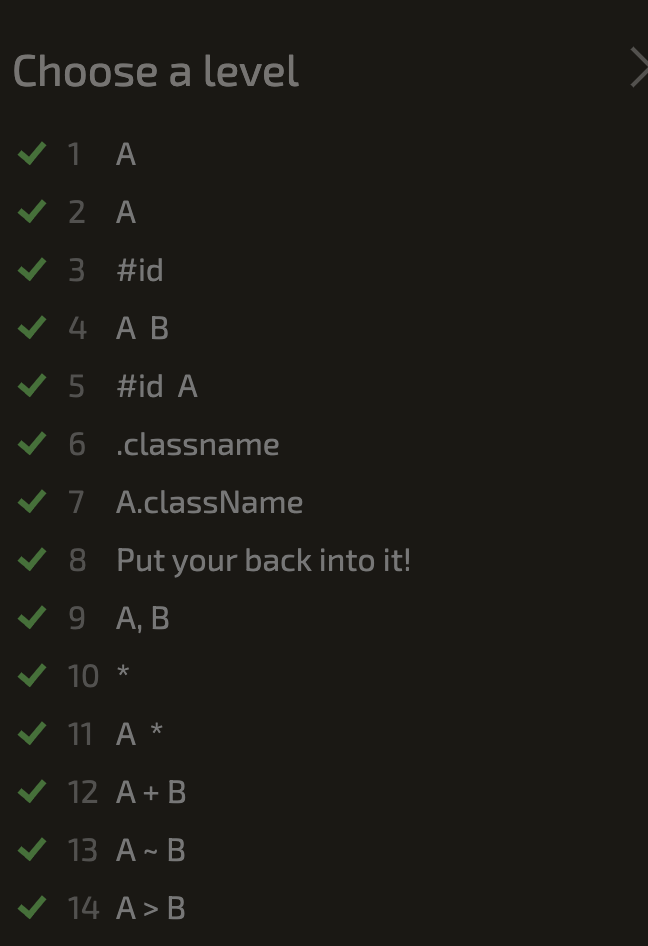 Choose a level
1 A
2 A
3 #id
4 A B
5 #id A
6 .classname
7 A.className
8 Put your back into it!
9 A, B
10 *
11 A *
12 A + B
13 A ~ B
14 A > B